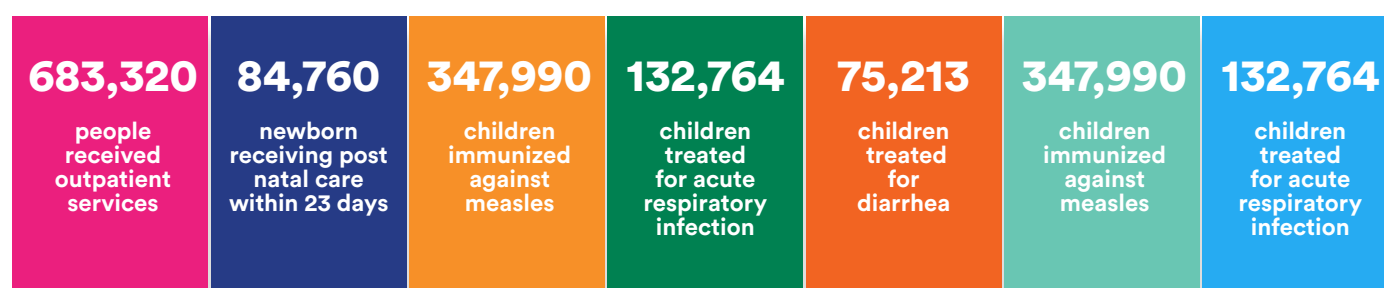 683,320
people
received
outpatient
services
84,760
newborn
receiving post
natal care
within 23 days
347,990
children
immunized
against
measles
132,764
children
treated
for acute
respiratory
infection
75,213
children
treated
for
diarrhea
347,990
children
immunized
against
measles
132,764
children
treated
for acute
respiratory
infection